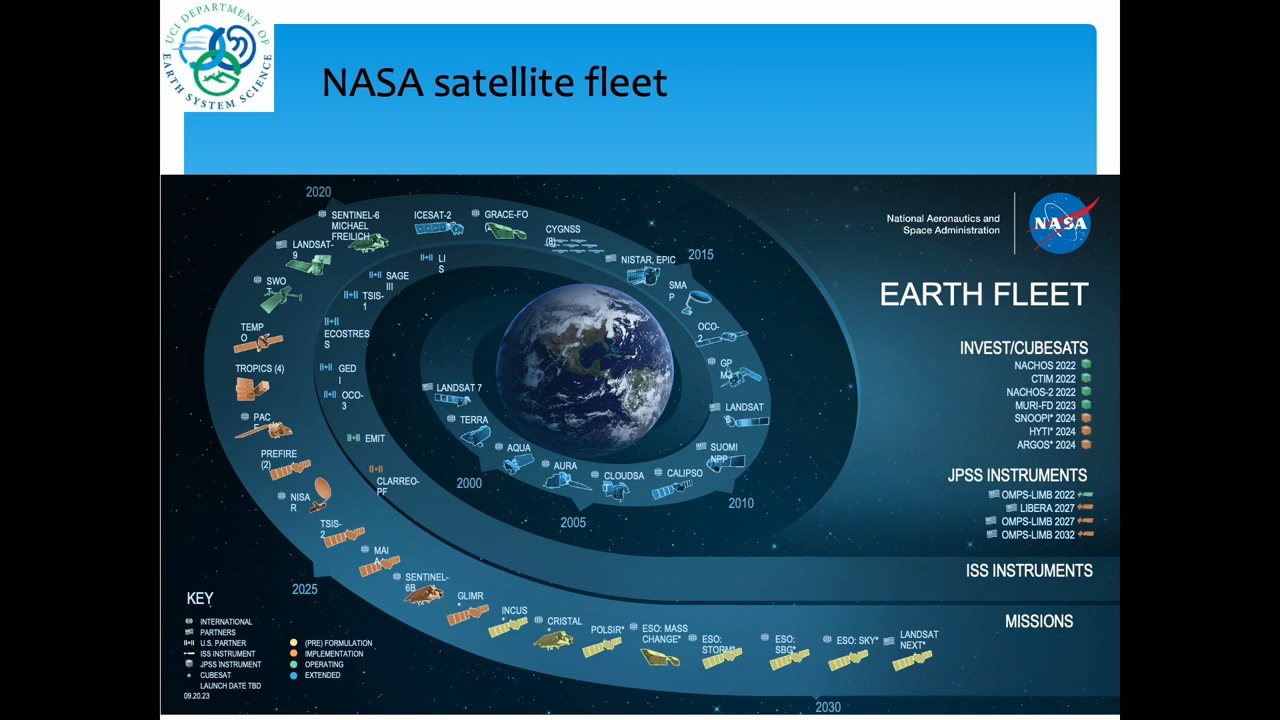 UCI DEPARTMENT OF
EARTH SYSTEM SCIENCE
NASA satellite fleet
2020
SENTINEL-6
MICHAEL
FREILICH
ICESAT-2
GRACE-FO
CYGNSS
(8)
LANDSAT-
9
LI
S
NISTAR, EPIC
2015
SAGE
III
SWO
T
TSIS-
1
SMA
P
TEMP
O
ECOSTRES
S
OCO-
2
TROPICS (4)
GED
I
GP
M
OCO-
3
LANDSAT 7
LANDSAT
PAC
E
EMIT
TERRA
AQUA
SUOMI
NPP
PREFIRE
(2)
CLARREO-
PF
AURA
CLOUDSA
CALIPSO
2000
2005
2010
NISA
R
TSIS-
2
MAI
A
2025
SENTINEL-
6B
GLIMR
*
INCUS
*
CRISTAL
*
POLSIR*
ESO: MASS
CHANGE*
ESO:
STORM*
ESO:
SBG*
ESO: SKY*
LANDSAT
NEXT*
2030
National Aeronautics and
Space Administration
NASA
EARTH FLEET
INVEST/CUBESATS
NACHOS 2022
CTIM 2022
NACHOS-2 2022
MURI-FD 2023
SNOOPI* 2024
HYTI* 2024
ARGOS* 2024
JPSS INSTRUMENTS
OMPS-LIMB 2022
LIBERA 2027
OMPS-LIMB 2027
OMPS-LIMB 2032
ISS INSTRUMENTS
MISSIONS
KEY
INTERNATIONAL
PARTNERS
U.S. PARTNER
ISS INSTRUMENT
JPSS INSTRUMENT
CUBESAT
* LAUNCH DATE TBD
09.20.23
(PRE) FORMULATION
IMPLEMENTATION
OPERATING
EXTENDED